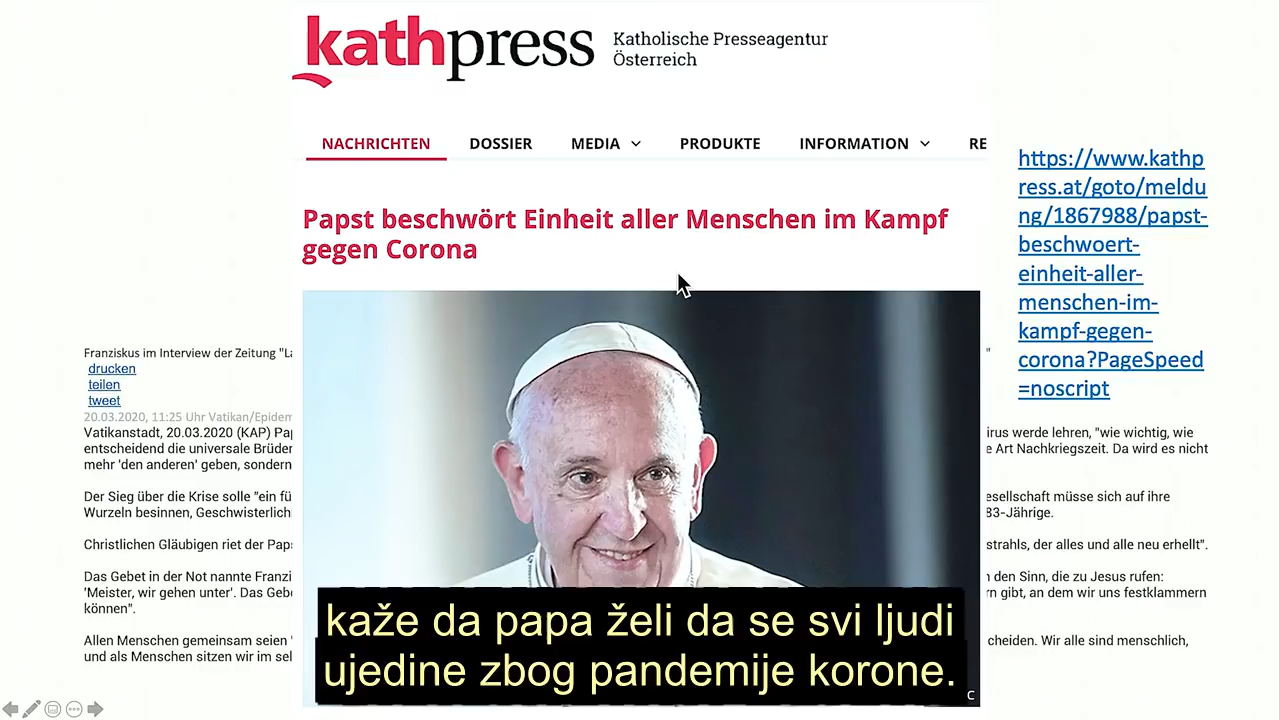 kathpress
Katholische Presseagentur
Österreich
NACHRICHTEN DOSSIER MEDIA PRODUKTE INFORMATION RE
Papst beschwört Einheit aller Menschen im Kampf
gegen Corona
https://www.kathp
ress.at/goto/meldu
ng/1867988/papst-
beschwoert-
einheit-aller-
menschen-im-
kampf-gegen-
corona?PageSpeed
=noscript
Franziskus im Interview der Zeitung "La "
drucken
teilen
tweet
20.03.2020, 11:25 Uhr Vatikan/Epidem
Vatikanstadt, 20.03.2020 (KAP) Pap irus werde lehren, "wie wichtig, wie
entscheidend die universale Brüder e Art Nachkriegszeit. Da wird es nicht
mehr 'den anderen' geben, sondern
Der Sieg über die Krise solle "ein fü esellschaft müsse sich auf ihre
Wurzeln besinnen, Geschwisterlich 83-Jährige.
Christlichen Gläubigen riet der Paps strahls, der alles und alle neu erhellt".
Das Gebet in der Not nannte Franzi n den Sinn, die zu Jesus rufen:
'Meister, wir gehen unter'. Das Geb rn gibt, an dem wir uns festklammern
können".
Allen Menschen gemeinsam seien ' cheiden. Wir alle sind menschlich,
und als Menschen sitzen wir im sel
kaže da papa želi da se svi ljudi
ujedine zbog pandemije korone.
C